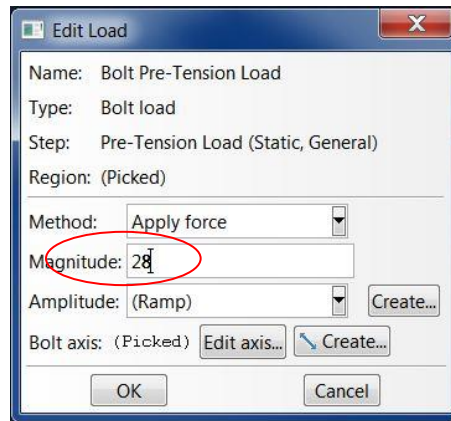 Edit Load
Name: Bolt Pre-Tension Load
Type: Bolt load
Step: Pre-Tension Load (Static, General)
Region: (Picked)
Method: Apply force
Magnitude: 28
Amplitude: (Ramp) Create...
Bolt axis: (Picked) Edit axis... Create...
OK Cancel